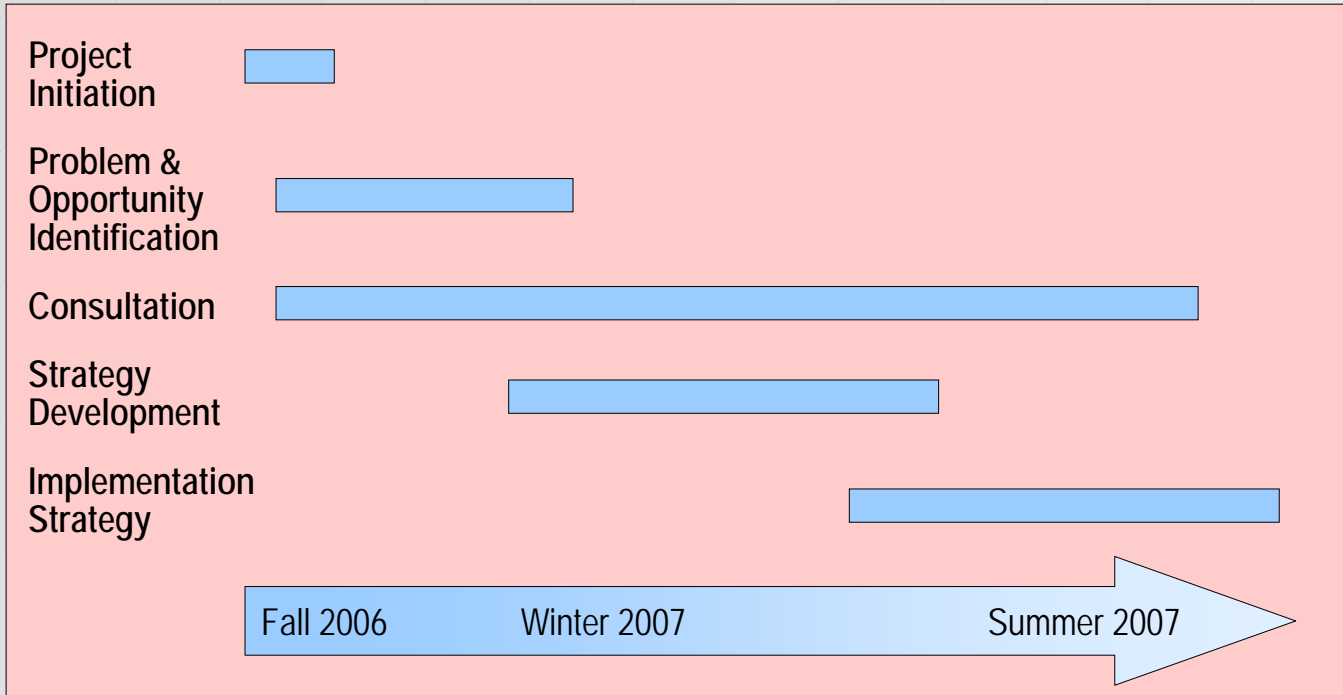 Project
Initiation
Problem &
Opportunity
Identification
Consultation
Strategy
Development
Implementation
Strategy
Fall 2006 Winter 2007 Summer 2007